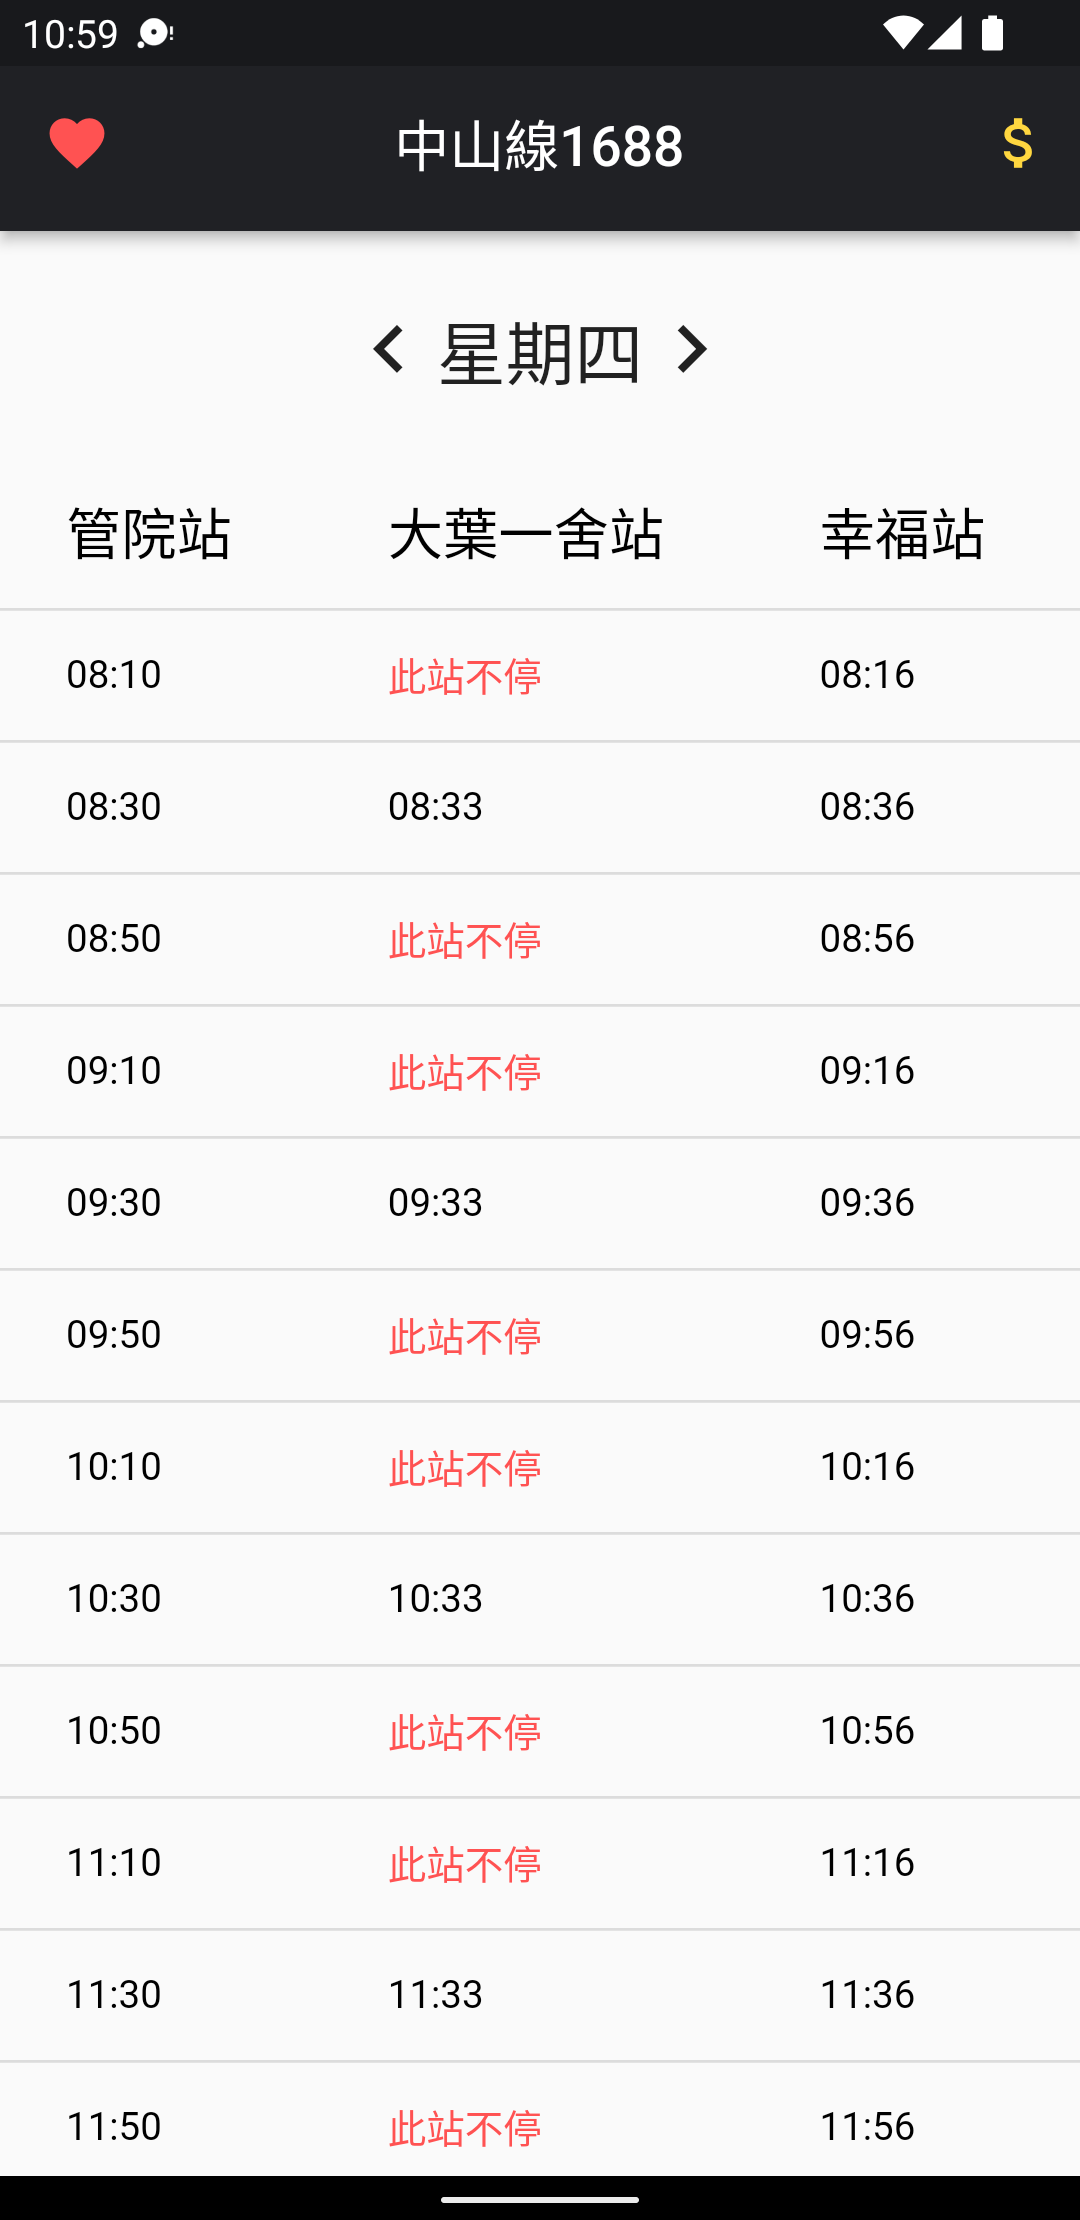 10:59
中山線1688
星期四
管院站 大葉一舍站 幸福站
08:10 此站不停 08:16
08:30 08:33 08:36
08:50 此站不停 08:56
09:10 此站不停 09:16
09:30 09:33 09:36
09:50 此站不停 09:56
10:10 此站不停 10:16
10:30 10:33 10:36
10:50 此站不停 10:56
11:10 此站不停 11:16
11:30 11:33 11:36
11:50 此站不停 11:56